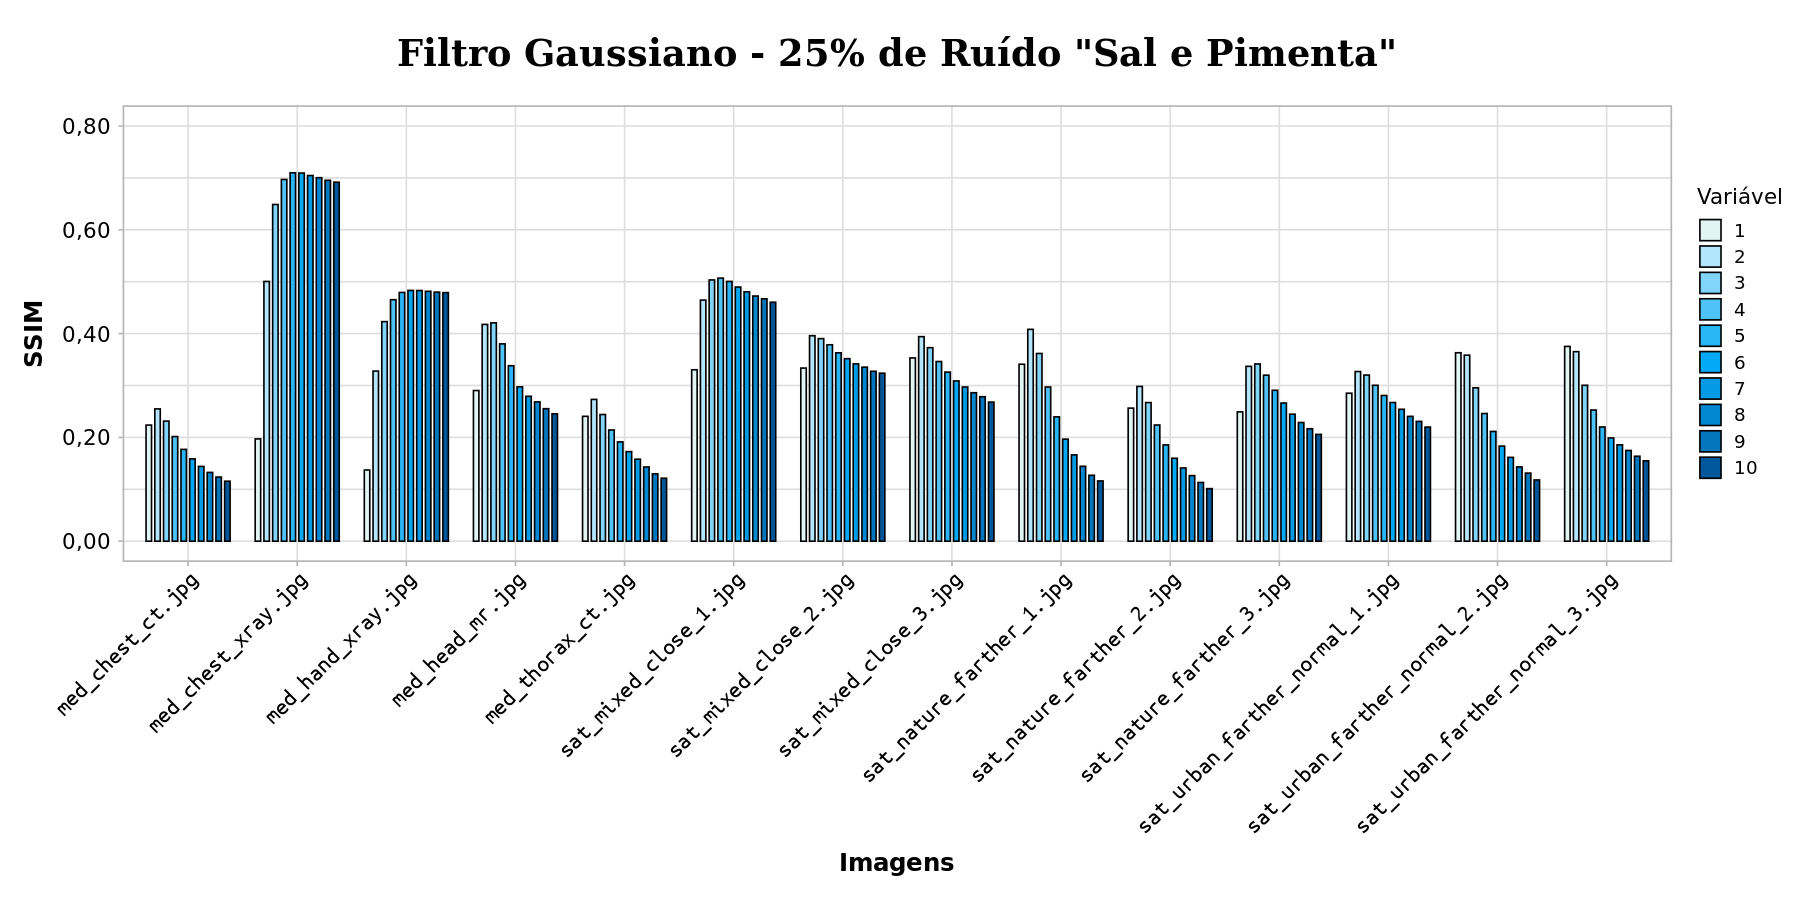 Filtro Gaussiano - 25% de Ruído "Sal e Pimenta"
SSIM
0,80
0,60
0,40
0,20
0,00
med_chest_ct.jpg
med_chest_xray.jpg
med_hand_xray.jpg
med_head_mr.jpg
med_thorax_ct.jpg
sat_mixed_close_1.jpg
sat_mixed_close_2.jpg
sat_mixed_close_3.jpg
sat_nature_farther_1.jpg
sat_nature_farther_2.jpg
sat_nature_farther_3.jpg
sat_urban_farther_normal_1.jpg
sat_urban_farther_normal_2.jpg
sat_urban_farther_normal_3.jpg
Imagens
Variável
1
2
3
4
5
6
7
8
9
10